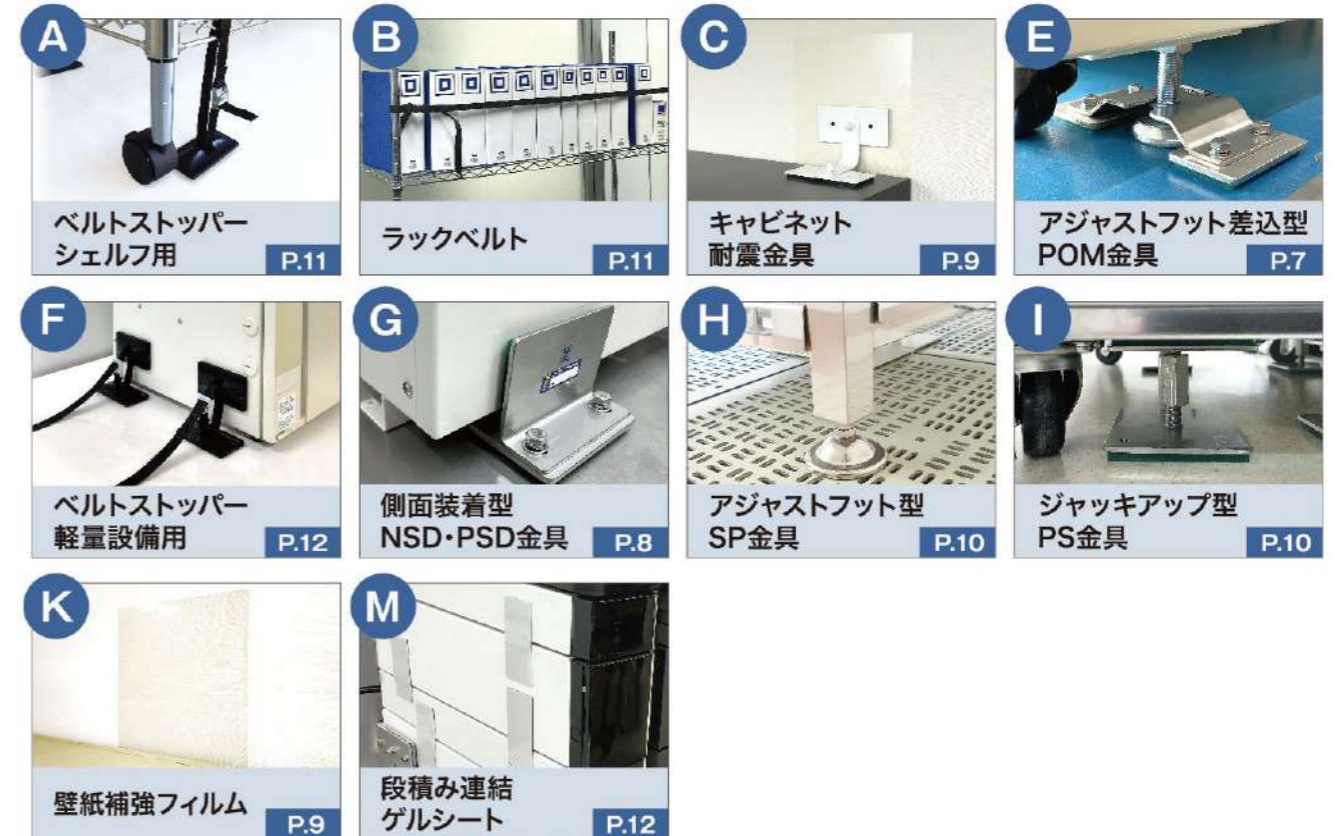 A
ベルトストッパー
シェルフ用
P.11
B
ラックベルト
P.11
C
キャビネット
耐震金具
P.9
E
アジャストフット差込型
POM金具
P.7
F
ベルトストッパー
軽量設備用
P.12
G
側面装着型
NSD・PSD金具
P.8
H
アジャストフット型
SP金具
P.10
I
ジャッキアップ型
PS金具
P.10
K
壁紙補強フィルム
P.9
M
段積み連結
ゲルシート
P.12